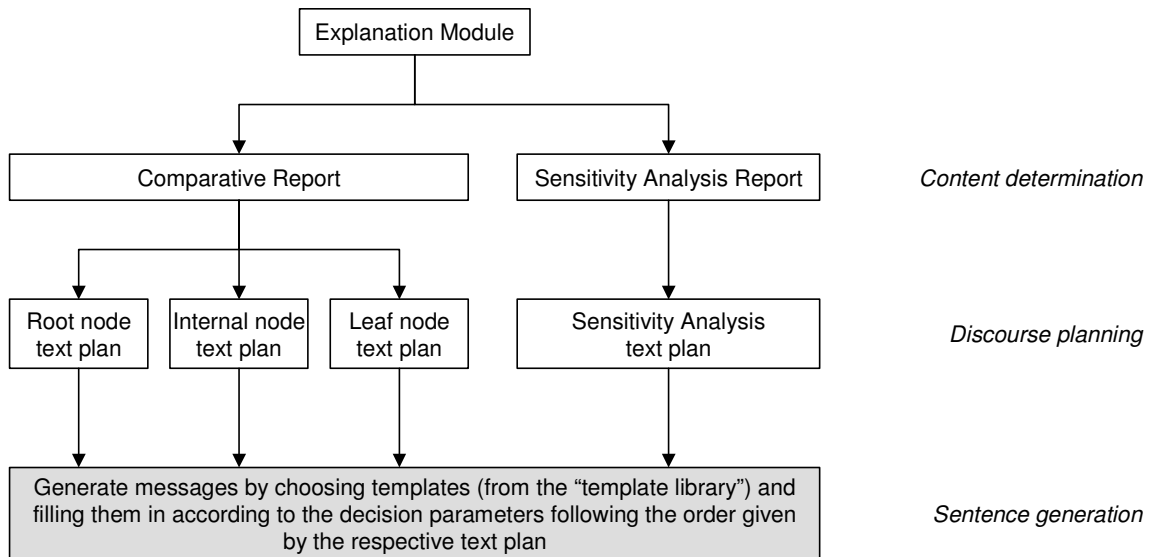 Explanation Module
Comparative Report
Sensitivity Analysis Report
Content determination
Root node
text plan
Internal node
text plan
Leaf node
text plan
Sensitivity Analysis
text plan
Discourse planning
Generate messages by choosing templates (from the “template library”) and
filling them in according to the decision parameters following the order given
by the respective text plan
Sentence generation